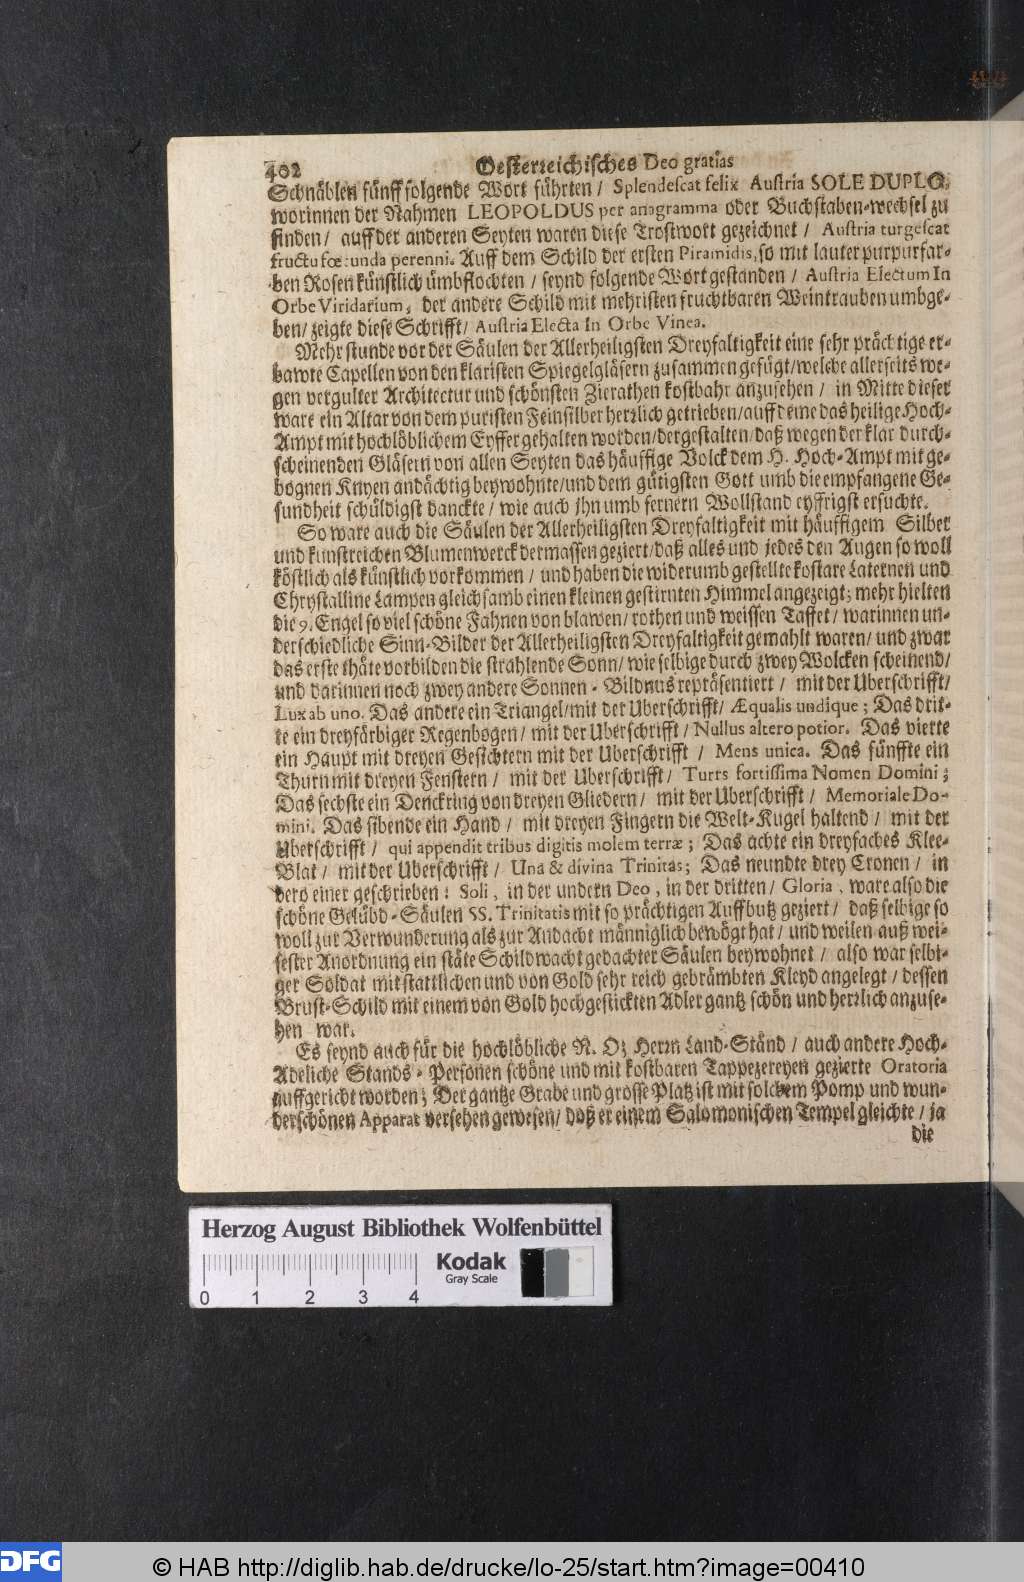 402 Oesterreichisches Deo gratias
Schnäblen fünff folgende Wort führten / Splendescat felix Austria SOLE DUPLO,
worinnen der Nahmen LEOPOLDUS per anagramma oder Buchstaben-wechsel zu
finden / auff der anderen Seyten waren diese Trostwort gezeichnet / Austria turgescat
fructu fœcunda perenni. Auff dem Schild der ersten Piramidis, so mit lauter purpurfar-
ben Rosen künstlich ümbflochten / seynd folgende Wort gestanden / Austria Electum In
Orbe Viridarium, der andere Schild mit mehristen fruchtbaren Weintrauben umbge-
ben / zeigte diese Schrifft / Austria Electa In Orbe Vinea.
Mehr stunde vor der Säulen der Allerheiligsten Dreyfaltigkeit eine sehr prächtige er-
bawte Capellen von den klaristen Spiegelgläsern zusammen gefügt / welche allerseits we-
gen vergulter Architectur und schönsten Zierathen kostbahr anzusehen / in Mitte dieser
ware ein Altar von dem puristen Feinsilber herrlich getrieben / auff deme das heilige Hoch-
Ampt mit hochlöblichem Eyffer gehalten worden / dergestalten / daß wegen der klar durch-
scheinenden Gläsern von allen Seyten das häuffige Volck dem H. Hoch-Ampt mit ge-
bognen Knyen andächtig beywohnte / und dem gütigsten Gott umb die empfangene Ge-
sundheit schüldigst danckte / wie auch jhn umb fernern Wollstand eyffrigst ersuchte.
So ware auch die Säulen der Allerheiligsten Dreyfaltigkeit mit häuffigem Silber
und kunstreichen Blumenwerck dermassen geziert / daß alles und jedes den Augen so woll
köstlich als künstlich vorkommen / und haben die widerumb gestellte kostare Laternen und
Chrystalline Lampen gleichsamb einen kleinen gestirnten Himmel angezeigt; mehr hielten
die 9. Engel so viel schöne Fahnen von blawen / rothen und weissen Taffet / warinnen un-
derschiedliche Sinn-Bilder der Allerheiligsten Dreyfaltigkeit gemahlt waren / und zwar
das erste thäte vorbilden die strahlende Sonn / wie selbige durch zwey Wolcken scheinend /
und darinnen noch zwey andere Sonnen-Bildnus repräsentiert / mit der Uberschrifft /
Lux ab uno. Das andere ein Triangel / mit der Uberschrifft / Æqualis undique; Das drit-
te ein dreyfärbiger Regenbogen / mit der Uberschrifft / Nullus altero potior. Das vierte
ein Haupt mit dreyen Gesichtern mit der Uberschrifft / Mens unica. Das fünffte ein
Thurn mit dreyen Fenstern / mit der Uberschrifft / Turrs fortissima Nomen Domini;
Das sechste ein Denckring von dreyen Gliedern / mit der Uberschrifft / Memoriale Do-
mini. Das sibende ein Hand / mit dreyen Fingern die Welt-Kugel haltend / mit der
Uberschrifft / qui appendit tribus digitis molem terræ; Das achte ein dreyfaches Klee-
Blat / mit der Uberschrifft / Una & divina Trinitas; Das neundte drey Cronen / in
dero einer geschrieben: Soli, in der undern Deo, in der dritten / Gloria, ware also die
schöne Gelübd-Säulen SS. Trinitatis mit so prächtigen Auffbutz geziert / daß selbige so
woll zur Verwunderung als zur Andacht männiglich bewögt hat / und weilen auß wei-
sester Anordnung ein stäte Schildwacht gedachter Säulen beywohnet / also war selbi-
ger Soldat mit stattlichen und von Gold sehr reich gebrämbten Kleyd angelegt / dessen
Brust-Schild mit einem von Gold hochgestickten Adler gantz schön und herrlich anzuse-
hen war.
Es seynd auch für die hochlöbliche N. O; Herrn Land-Ständ / auch andere Hoch-
Adeliche Stands-Personen schöne und mit kostbaren Tappezereyen gezierte Oratoria
auffgericht worden; Der gantze Grabe und grosse Platz ist mit solchem Pomp und wun-
derschönen Apparat versehen gewesen / daß er einem Salomonischen Tempel gleichte / ja
die
Herzog August Bibliothek Wolfenbüttel
Kodak
Gray Scale
0 1 2 3 4
DFG © HAB http://diglib.hab.de/drucke/lo-25/start.htm?image=00410